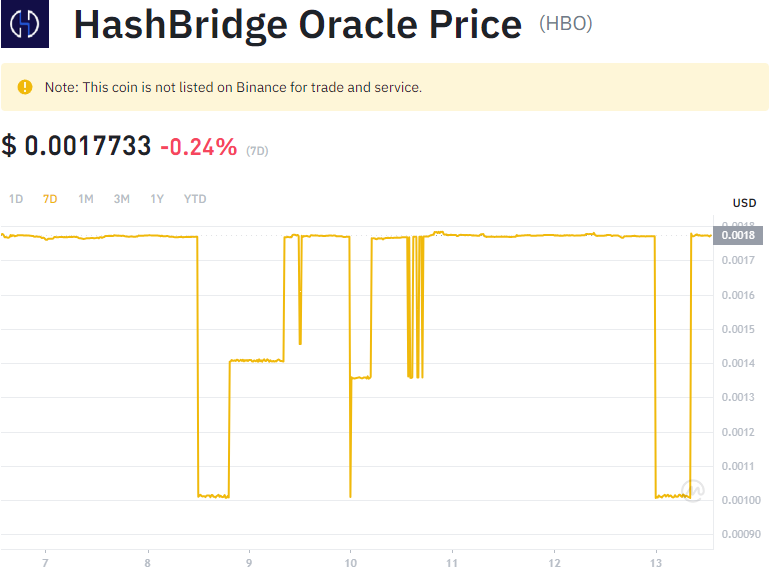 HashBridge Oracle Price (HBO)
Note: This coin is not listed on Binance for trade and service.
$ 0.0017733 -0.24% (7D)
1D 7D 1M 3M 1Y YTD
USD
0.0018
0.0018
0.0017
0.0016
0.0015
0.0014
0.0013
0.0012
0.0011
0.00100
0.00090
7 8 9 10 11 12 13